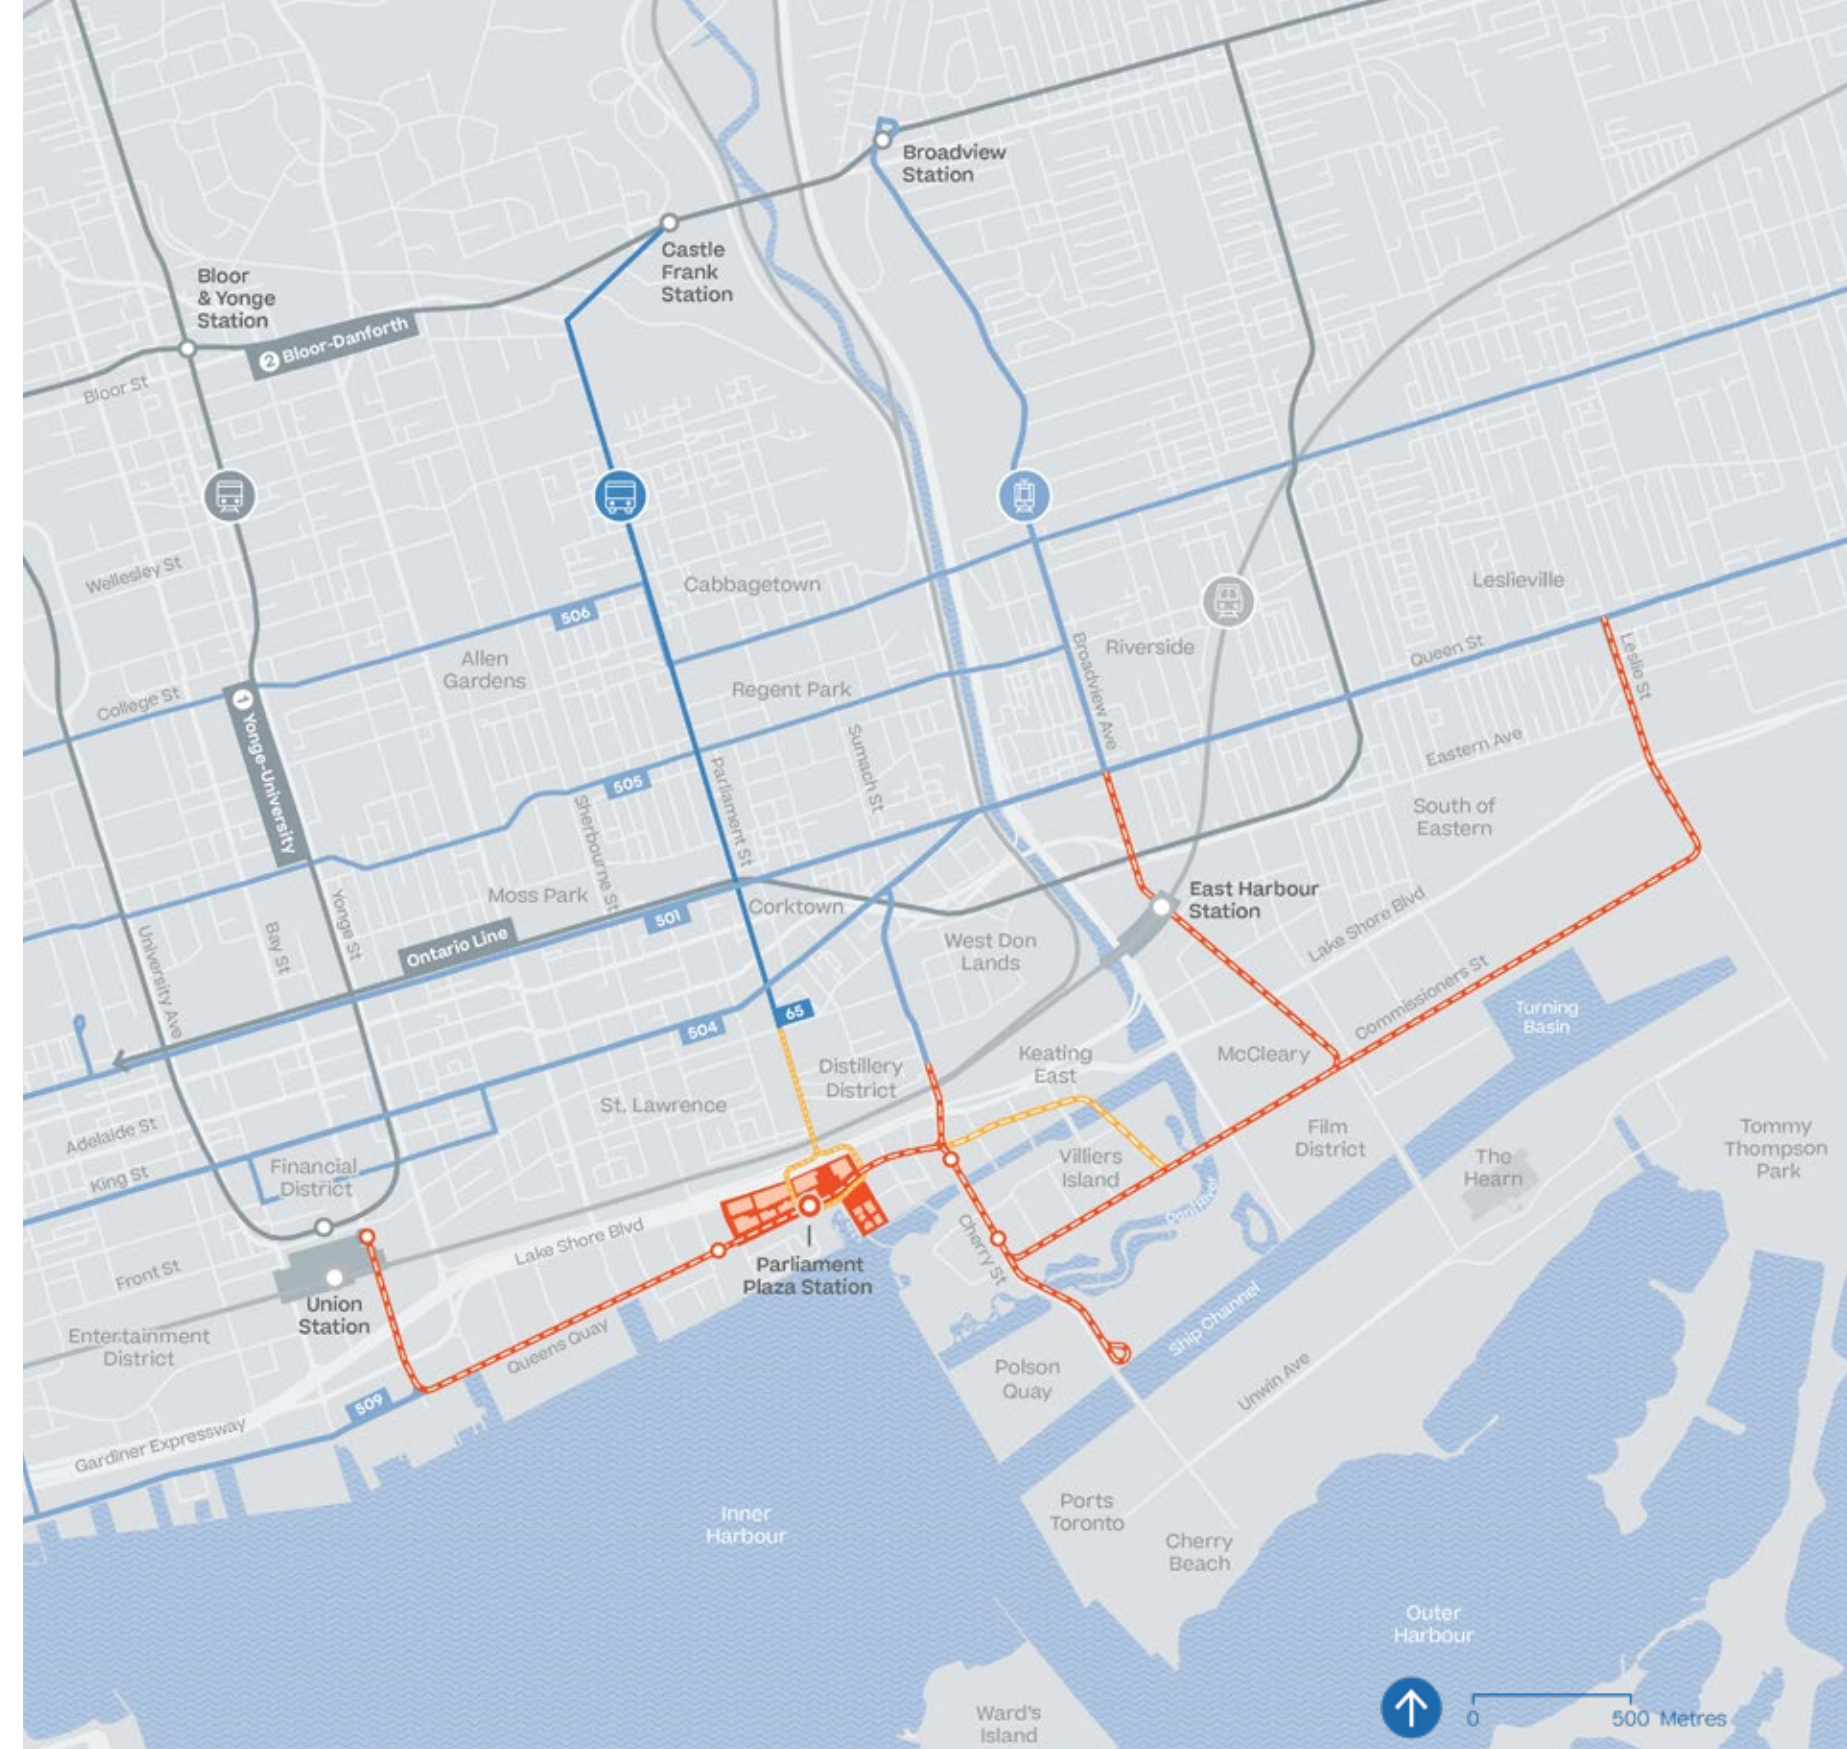 Broadview
Station
Castle
Frank
Station
Bloor
& Yonge
Station
2 Bloor-Danforth
Bloor St
Wellesley St
Cabbagetown
Leslieville
506
Riverside
Queen St
Leslie St
Allen
Gardens
Broadview Ave
College St
1 Yonge-University
Regent Park
Sumach St
Eastern Ave
505
Parliament St
Sherbourne St
South of
Eastern
Moss Park
Corktown
East Harbour
Station
Yonge St
501
Ontario Line
University Ave
Bay St
West Don
Lands
Lake Shore Blvd
Commissioners St
Turning
Basin
65
504
Keating
East
McCleary
Distillery
District
St. Lawrence
Adelaide St
Film
District
Tommy
Thompson
Park
King St
Financial
District
Villiers
Island
The
Hearn
Don River
Lake Shore Blvd
Cherry St
Front St
Parliament
Plaza Station
Union
Station
Ship Channel
Entertainment
District
Queens Quay
Polson
Quay
Unwin Ave
509
Gardiner Expressway
Inner
Harbour
Ports
Toronto
Cherry
Beach
Outer
Harbour
Ward's
Island
0 500 Metres